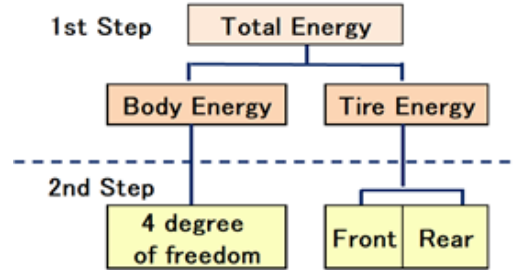 1st Step
Total Energy
Body Energy
Tire Energy
2nd Step
4 degree
of freedom
Front
Rear